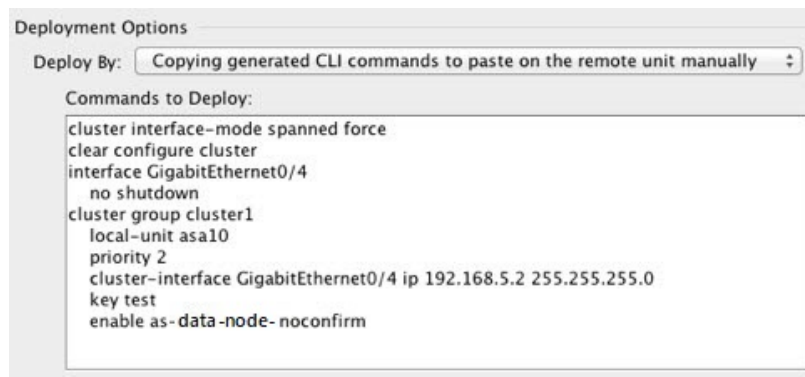 Deployment Options
Deploy By: Copying generated CLI commands to paste on the remote unit manually
Commands to Deploy:
cluster interface-mode spanned force
clear configure cluster
interface GigabitEthernet0/4
no shutdown
cluster group cluster1
local-unit asa10
priority 2
cluster-interface GigabitEthernet0/4 ip 192.168.5.2 255.255.255.0
key test
enable as-data-node-noconfirm